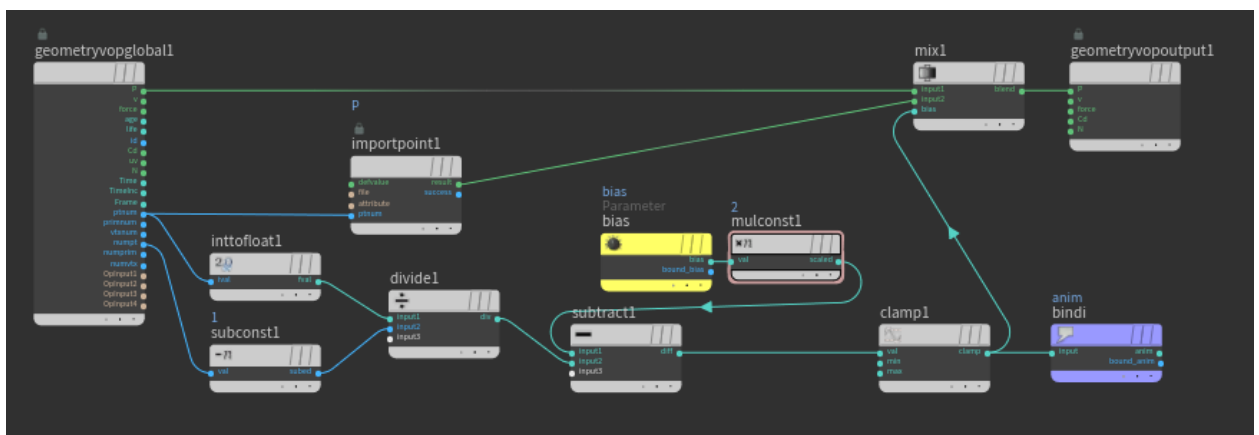 geometryvopglobal1
P
v
force
age
life
id
Cd
uv
N
Time
TimeInc
Frame
ptnum
primnum
vtxnum
numpt
numprim
numvtx
OpInput1
OpInput2
OpInput3
OpInput4
p
importpoint1
defvalue result
file success
attribute
ptnum
inttofloat1
ival fval
1
subconst1
-n
val subed
divide1
input1 div
input2
input3
bias
Parameter
bias
bias
bound_bias
2
mulconst1
×n
val scaled
subtract1
input1 diff
input2
input3
clamp1
val clamp
min
max
mix1
input1 blend
input2
bias
geometryvopoutput1
P
v
force
Cd
N
anim
bindi
input anim
bound_anim